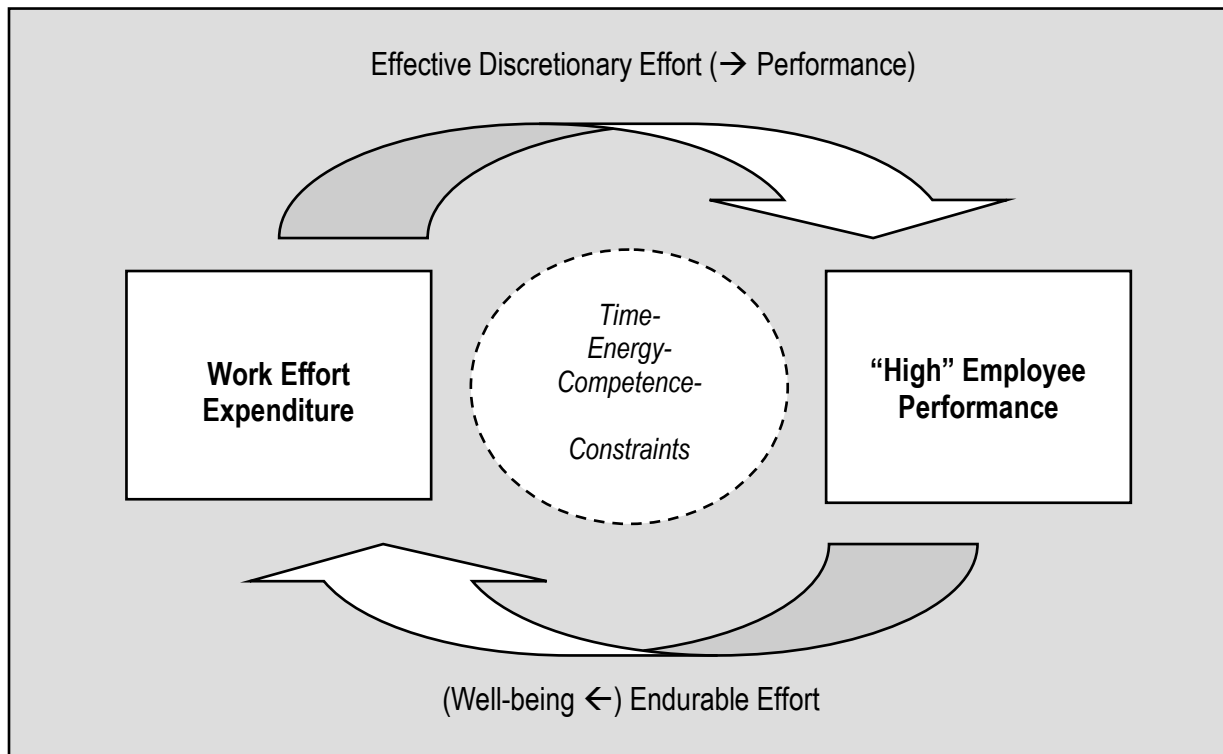 Effective Discretionary Effort (→ Performance)
Work Effort
Expenditure
Time-
Energy-
Competence-
Constraints
“High” Employee
Performance
(Well-being ←) Endurable Effort